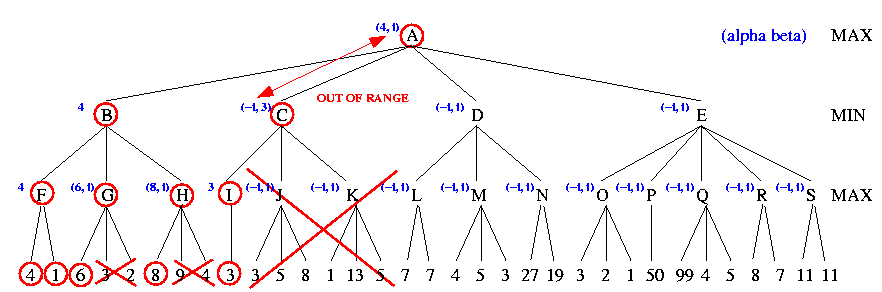 (4, 1) A (alpha beta) MAX
OUT OF RANGE
4 B (–1, 3) C (–1, 1) D (–1, 1) E MIN
4 F (6, 1) G (8, 1) H 3 I (–1, 1) J (–1, 1) K (–1, 1) L (–1, 1) M (–1, 1) N (–1, 1) O (–1, 1) P (–1, 1) Q (–1, 1) R (–1, 1) S MAX
4 1 6 3 2 8 9 4 3 3 5 8 1 13 5 7 7 4 5 3 27 19 3 2 1 50 99 4 5 8 7 11 11